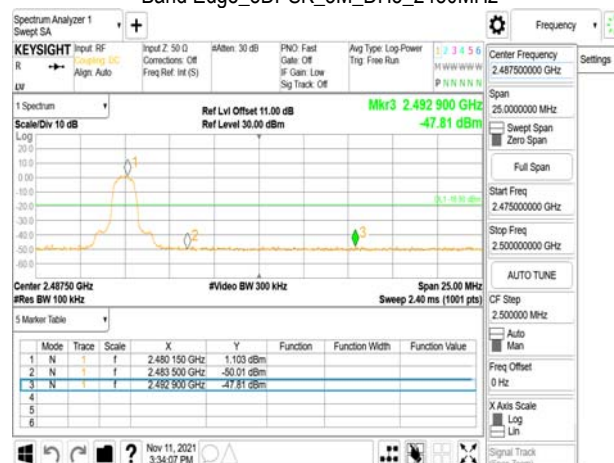 Spectrum Analyzer 1
Swept SA
Frequency
Settings
KEYSIGHT
R
Input: RF
Coupling: DC
Align: Auto
Input Z: 50 Ω
Corrections: Off
Freq Ref: Int (S)
#Atten: 30 dB
PNO: Fast
Gate: Off
IF Gain: Low
Sig Track: Off
Avg Type: Log-Power
Trig: Free Run
1 2 3 4 5 6
M W W W W W
P N N N N N
1 Spectrum
Scale/Div 10 dB
Log
Ref Lvl Offset 11.00 dB
Ref Level 30.00 dBm
Mkr3 2.492 900 GHz
-47.81 dBm
20.0
10.0
0.00
-10.0
-20.0
-30.0
-40.0
-50.0
-60.0
1
2
3
Center 2.48750 GHz
#Res BW 100 kHz
#Video BW 300 kHz
Span 25.00 MHz
Sweep 2.40 ms (1001 pts)
5 Marker Table
Mode Trace Scale X Y Function Function Width Function Value
1 N 1 f 2.480 150 GHz 1.103 dBm
2 N 1 f 2.483 500 GHz -50.01 dBm
3 N 1 f 2.492 900 GHz -47.81 dBm
4
5
6
Nov 11, 2021
3:34:07 PM
Center Frequency
2.487500000 GHz
Span
25.0000000 MHz
Swept Span
Zero Span
Full Span
Start Freq
2.475000000 GHz
Stop Freq
2.500000000 GHz
AUTO TUNE
CF Step
2.500000 MHz
Auto
Man
Freq Offset
0 Hz
X Axis Scale
Log
Lin
Signal Track